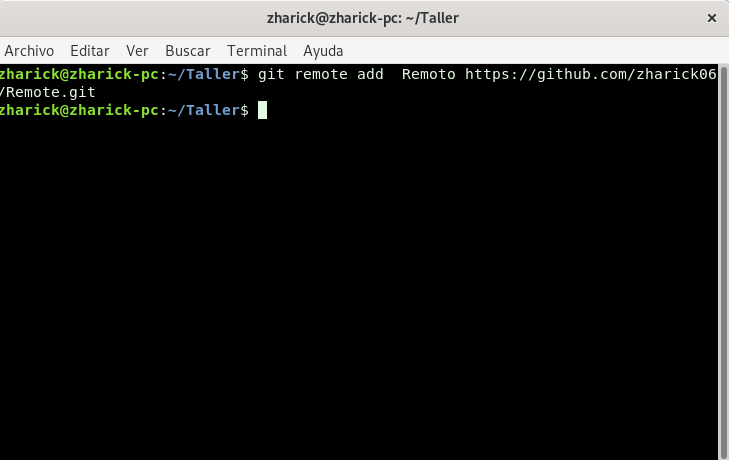 zharick@zharick-pc: ~/Taller ×
Archivo Editar Ver Buscar Terminal Ayuda
zharick@zharick-pc:~/Taller$ git remote add  Remoto https://github.com/zharick06
/Remote.git
zharick@zharick-pc:~/Taller$